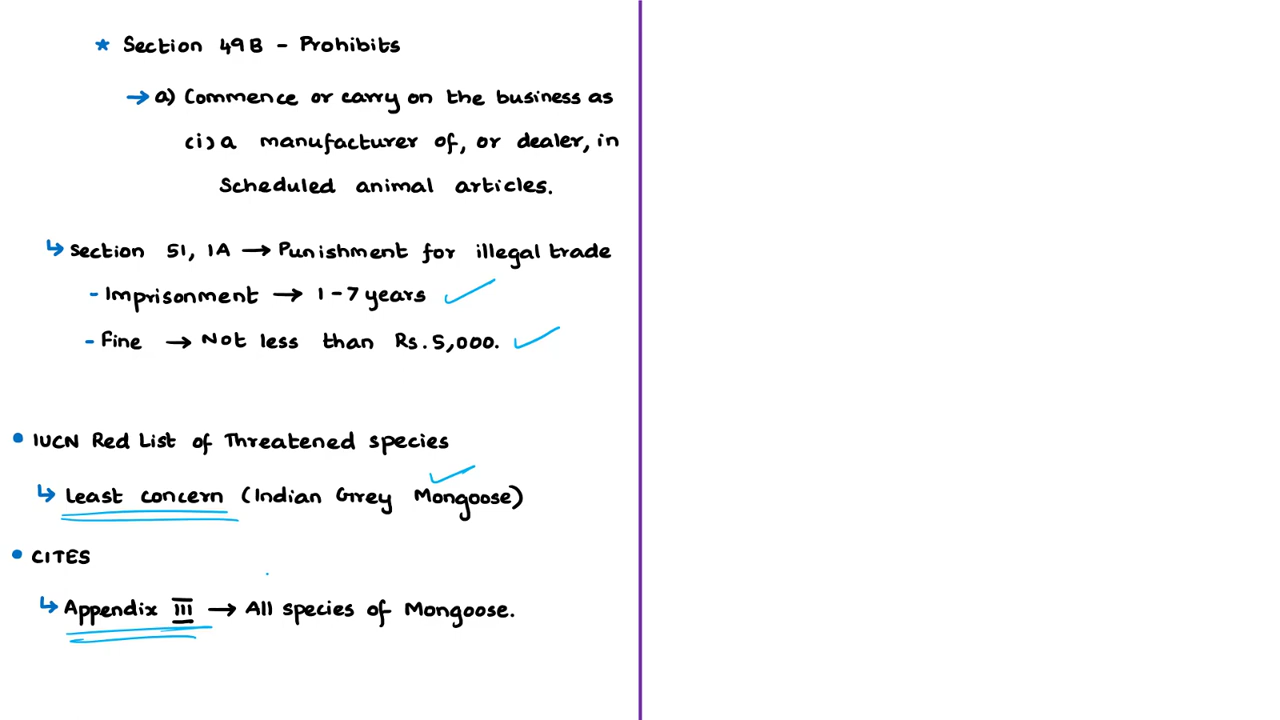 * Section 49B - Prohibits
→ a) Commence or carry on the business as
(i) a manufacturer of, or dealer, in
Scheduled animal articles.
↳ Section 51, 1A → Punishment for illegal trade
- Imprisonment → 1-7 years ✓
- Fine → Not less than Rs. 5,000. ✓
• IUCN Red List of Threatened species
↳ Least concern (Indian Grey Mongoose) ✓
• CITES
↳ Appendix III → All species of Mongoose.